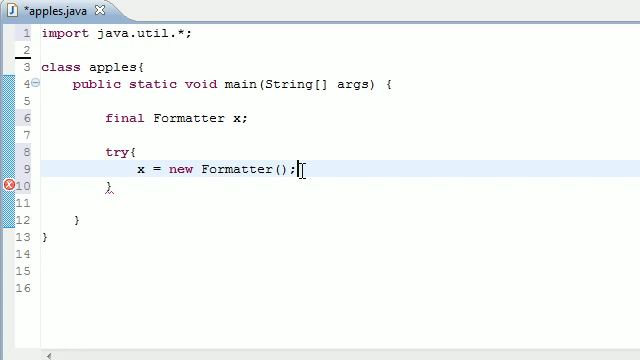 *apples.java
1 import java.util.*;
2
3 class apples{
4 public static void main(String[] args) {
5
6 final Formatter x;
7
8 try{
9 x = new Formatter();
10 }
11
12 }
13 }
14
15
16